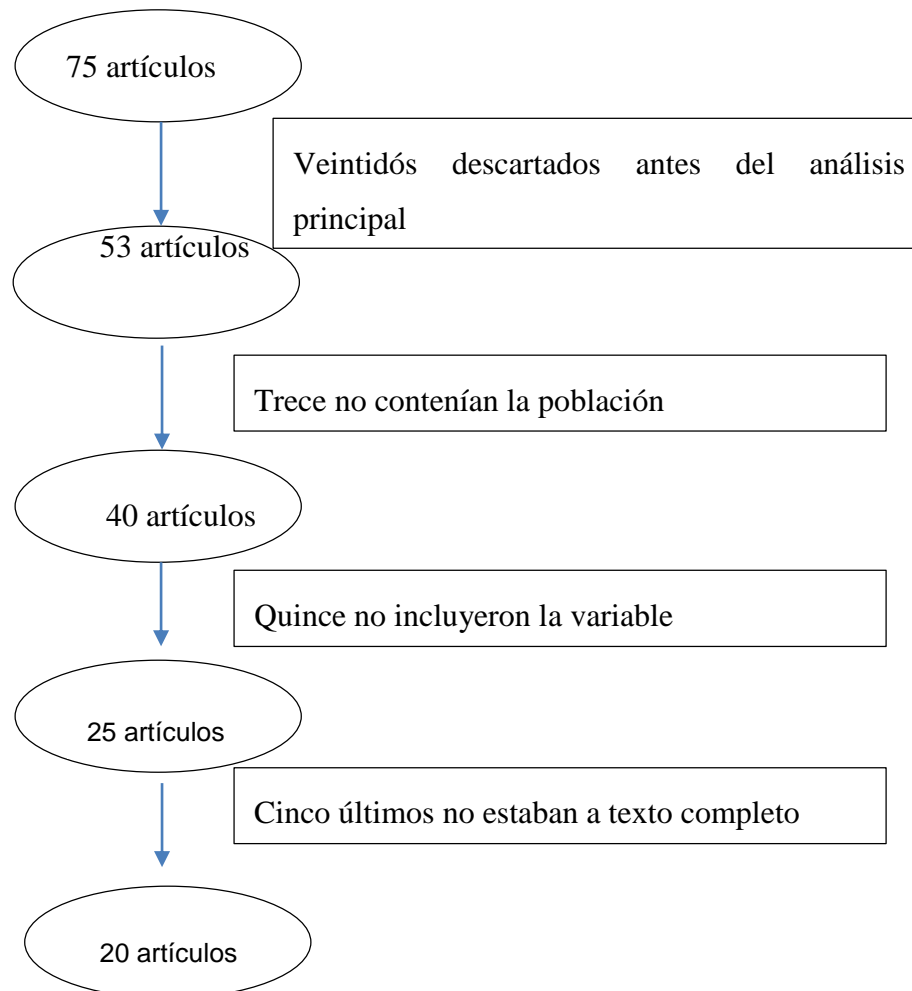 75 artículos
Veintidós descartados antes del análisis
principal
53 artículos
Trece no contenían la población
40 artículos
Quince no incluyeron la variable
25 artículos
Cinco últimos no estaban a texto completo
20 artículos